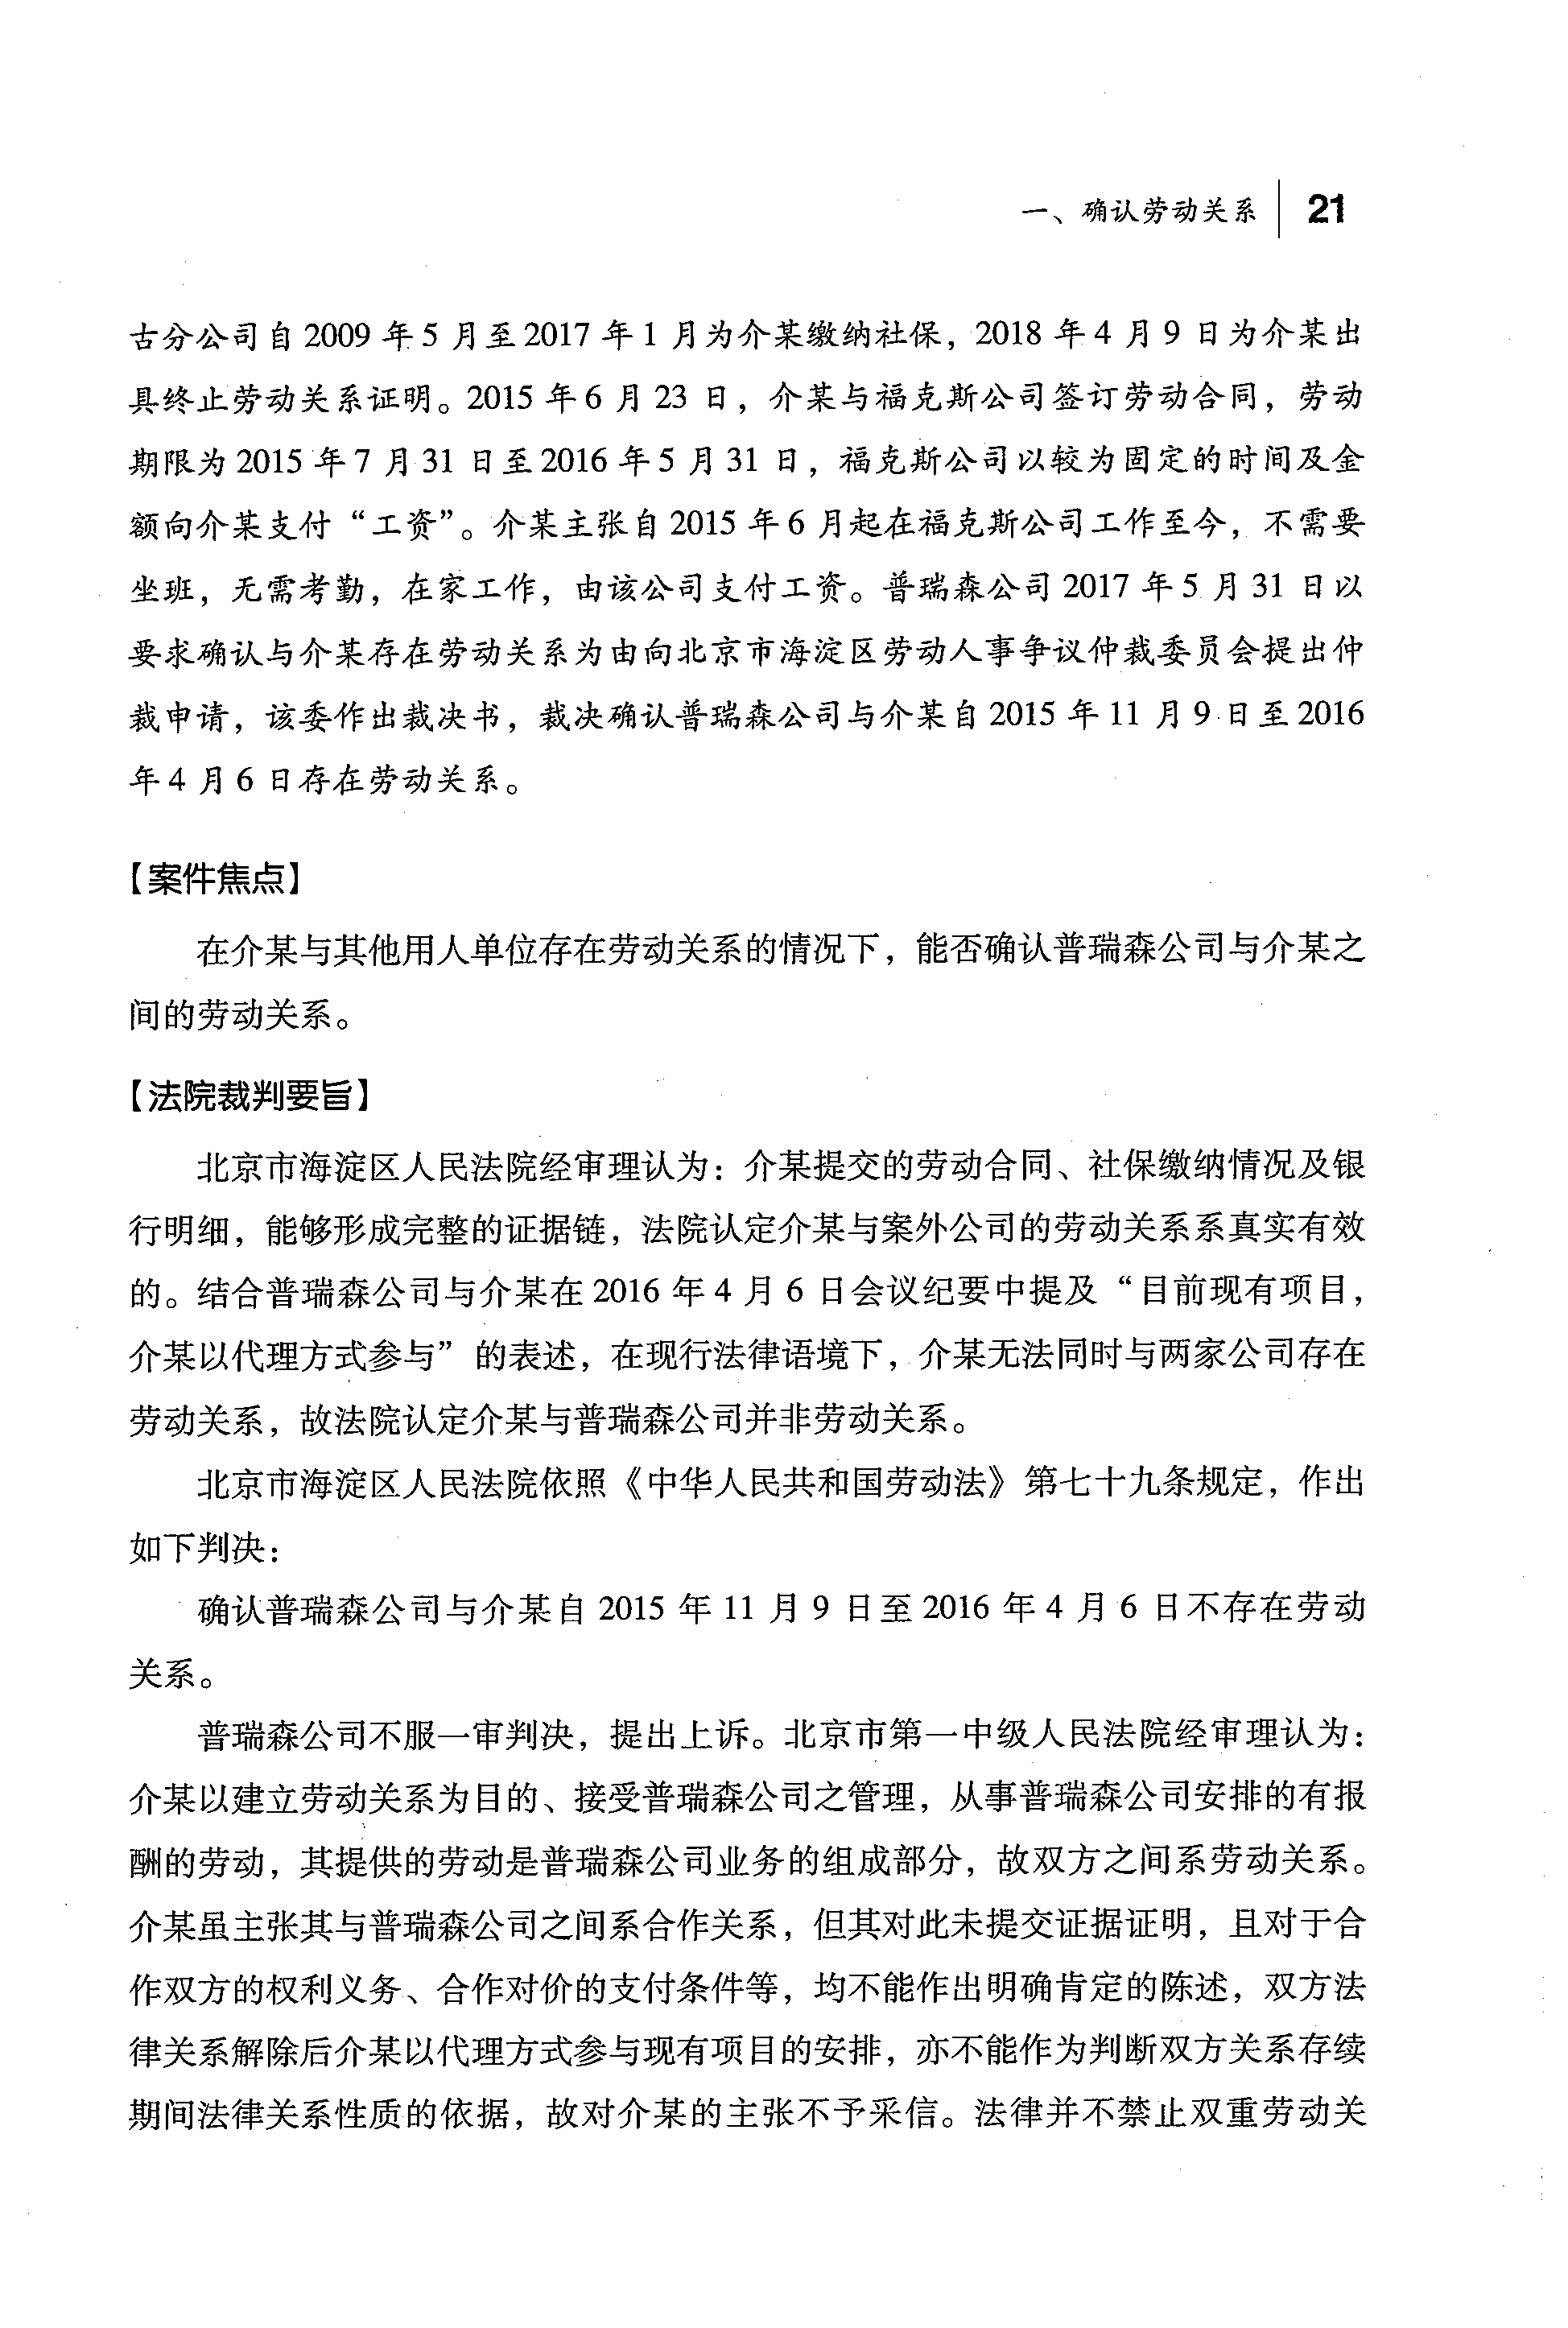 一、确认劳动关系 21
古分公司自2009年5月至2017年1月为介某缴纳社保，2018年4月9日为介某出
具终止劳动关系证明。2015年6月23日，介某与福克斯公司签订劳动合同，劳动
期限为2015年7月31日至2016年5月31日，福克斯公司以较为固定的时间及金
额向介某支付“工资”。介某主张自2015年6月起在福克斯公司工作至今，不需要
坐班，无需考勤，在家工作，由该公司支付工资。普瑞森公司2017年5月31日以
要求确认与介某存在劳动关系为由向北京市海淀区劳动人事争议仲裁委员会提出仲
裁申请，该委作出裁决书，裁决确认普瑞森公司与介某自2015年11月9日至2016
年4月6日存在劳动关系。
【案件焦点】
在介某与其他用人单位存在劳动关系的情况下，能否确认普瑞森公司与介某之
间的劳动关系。
【法院裁判要旨】
北京市海淀区人民法院经审理认为：介某提交的劳动合同、社保缴纳情况及银
行明细，能够形成完整的证据链，法院认定介某与案外公司的劳动关系系真实有效
的。结合普瑞森公司与介某在2016年4月6日会议纪要中提及“目前现有项目，
介某以代理方式参与”的表述，在现行法律语境下，介某无法同时与两家公司存在
劳动关系，故法院认定介某与普瑞森公司并非劳动关系。
北京市海淀区人民法院依照《中华人民共和国劳动法》第七十九条规定，作出
如下判决：
确认普瑞森公司与介某自2015年11月9日至2016年4月6日不存在劳动
关系。
普瑞森公司不服一审判决，提出上诉。北京市第一中级人民法院经审理认为：
介某以建立劳动关系为目的、接受普瑞森公司之管理，从事普瑞森公司安排的有报
酬的劳动，其提供的劳动是普瑞森公司业务的组成部分，故双方之间系劳动关系。
介某虽主张其与普瑞森公司之间系合作关系，但其对此未提交证据证明，且对于合
作双方的权利义务、合作对价的支付条件等，均不能作出明确肯定的陈述，双方法
律关系解除后介某以代理方式参与现有项目的安排，亦不能作为判断双方关系存续
期间法律关系性质的依据，故对介某的主张不予采信。法律并不禁止双重劳动关